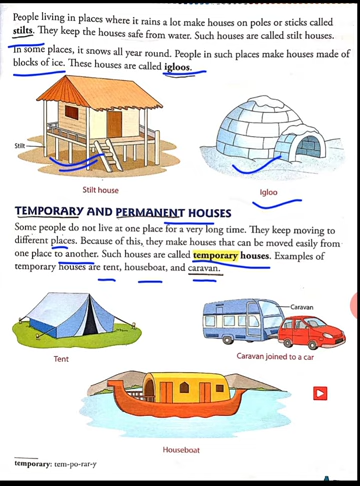 People living in places where it rains a lot make houses on poles or sticks called
stilts. They keep the houses safe from water. Such houses are called stilt houses.
In some places, it snows all year round. People in such places make houses made of
blocks of ice. These houses are called igloos.
Stilt
Stilt house
Igloo
TEMPORARY AND PERMANENT HOUSES
Some people do not live at one place for a very long time. They keep moving to
different places. Because of this, they make houses that can be moved easily from
one place to another. Such houses are called temporary houses. Examples of
temporary houses are tent, houseboat, and caravan.
Caravan
Tent
Caravan joined to a car
Houseboat
temporary: tem-po-rar-y